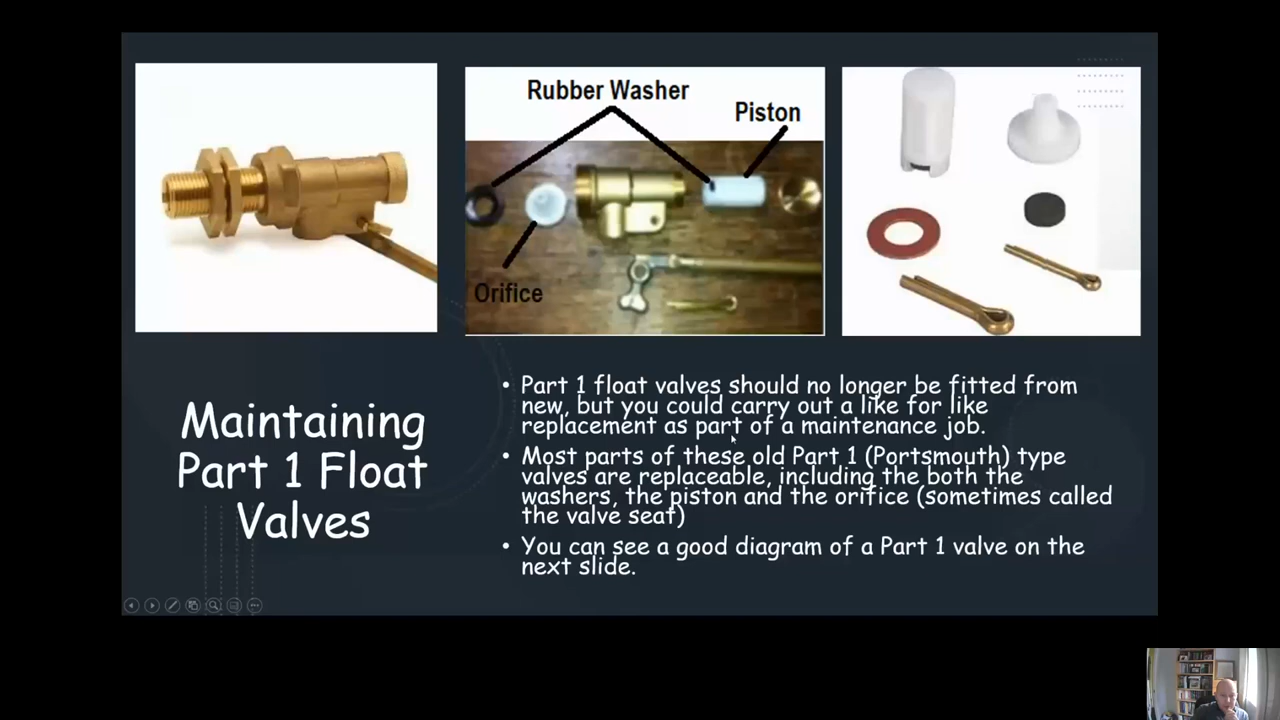 Rubber Washer
Piston
Orifice
Maintaining
Part 1 Float
Valves
• Part 1 float valves should no longer be fitted from
new, but you could carry out a like for like
replacement as part of a maintenance job.
• Most parts of these old Part 1 (Portsmouth) type
valves are replaceable, including the both the
washers, the piston and the orifice (sometimes called
the valve seat)
• You can see a good diagram of a Part 1 valve on the
next slide.